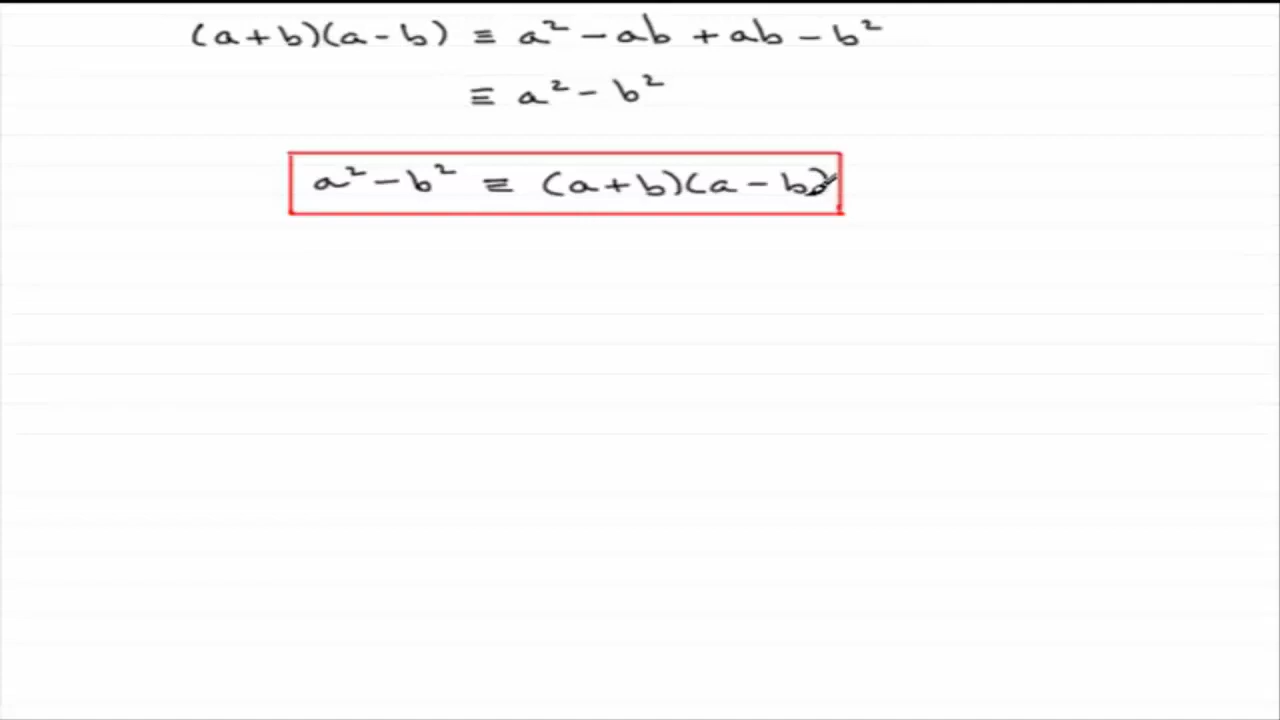 (a+b)(a-b) ≡ a² - ab + ab - b²
≡ a² - b²
a² - b² ≡ (a+b)(a-b)